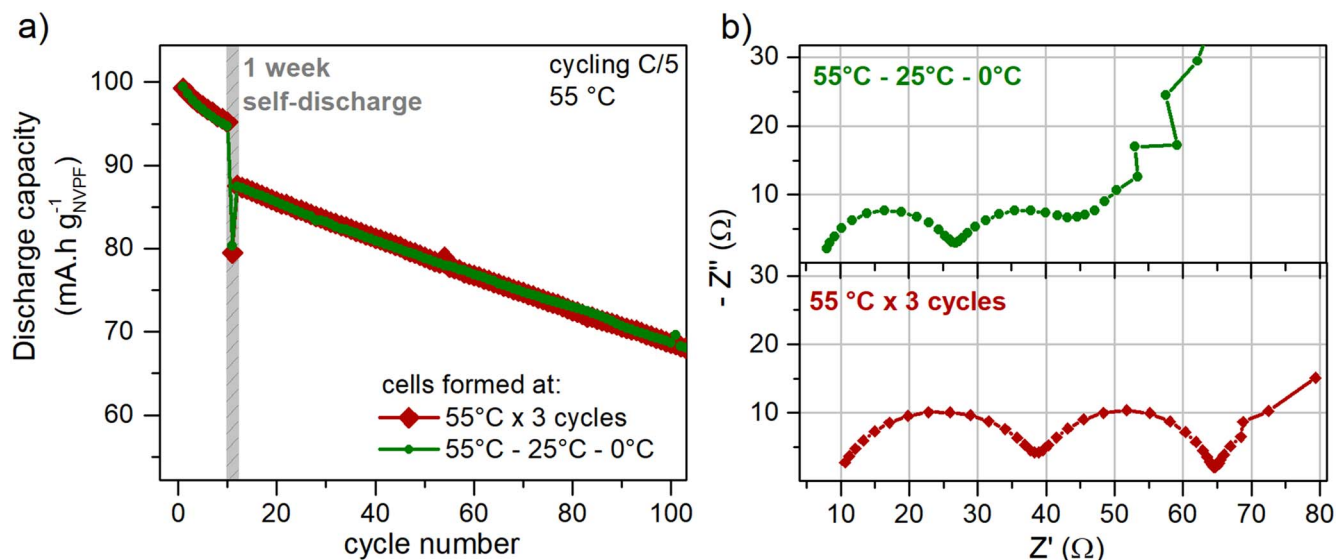 a)
1 week
self-discharge
cycling C/5
55 °C
Discharge capacity
(mA.h g⁻¹NVPF)
100
90
80
70
60
cells formed at:
55°C x 3 cycles
55°C - 25°C - 0°C
0 20 40 60 80 100
cycle number
b)
55°C - 25°C - 0°C
30
20
10
55 °C x 3 cycles
30
20
10
- Z" (Ω)
0 10 20 30 40 50 60 70 80
Z' (Ω)